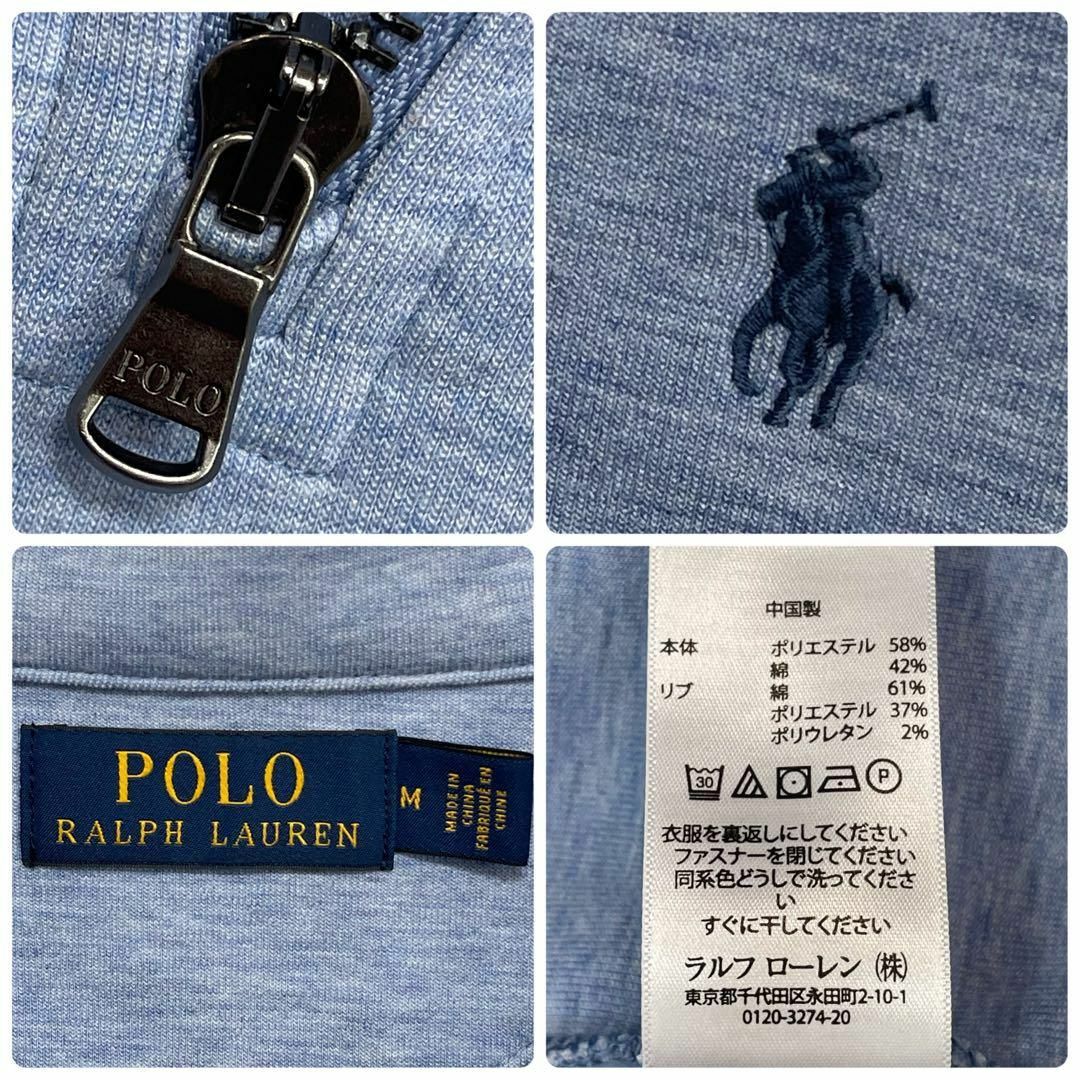 POLO
POLO
RALPH LAUREN
M
MADE IN
CHINA
FABRIQUÉ EN
CHINE
中国製
本体 ポリエステル 58%
綿 42%
リブ 綿 61%
ポリエステル 37%
ポリウレタン 2%
30 P
衣服を裏返しにしてください
ファスナーを閉じてください
同系色どうしで洗ってくださ
い
すぐに干してください
ラルフ ローレン (株)
東京都千代田区永田町2-10-1
0120-3274-20